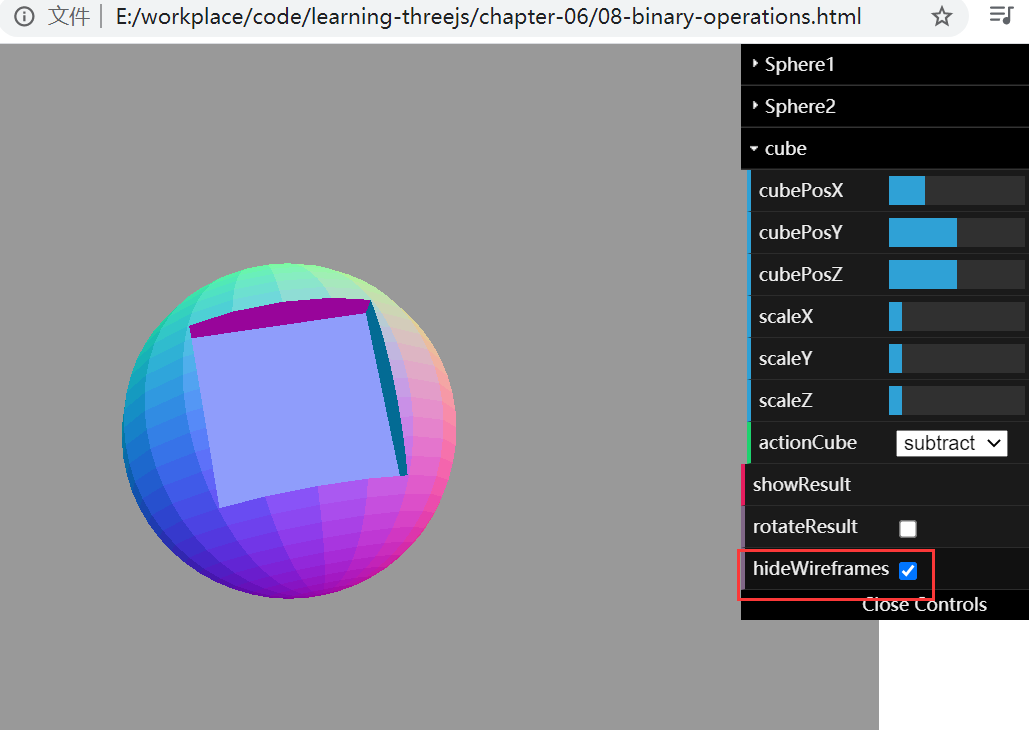 文件 | E:/workplace/code/learning-threejs/chapter-06/08-binary-operations.html
Sphere1
Sphere2
cube
cubePosX
cubePosY
cubePosZ
scaleX
scaleY
scaleZ
actionCube subtract
showResult
rotateResult
hideWireframes
Close Controls